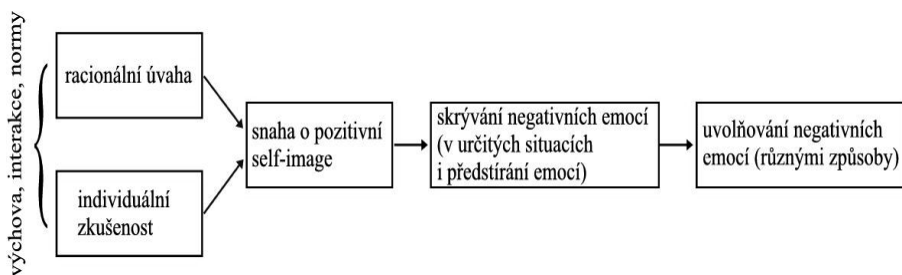 výchova, interakce, normy
racionální úvaha
individuální
zkušenost
snaha o pozitivní
self-image
skrývání negativních emocí
(v určitých situacích
i předstírání emocí)
uvolňování negativních
emocí (různými způsoby)